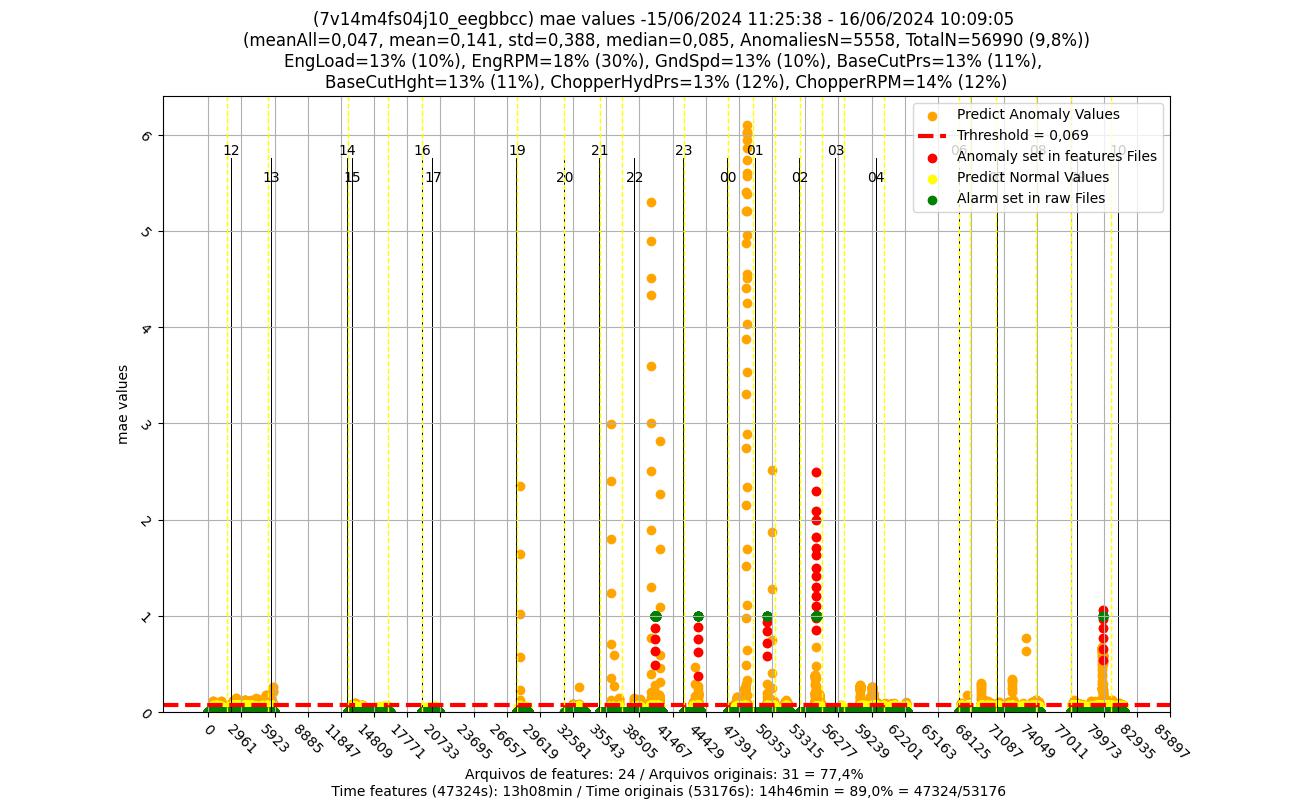 (7v14m4fs04j10_eegbbcc) mae values -15/06/2024 11:25:38 - 16/06/2024 10:09:05
(meanAll=0,047, mean=0,141, std=0,388, median=0,085, AnomaliesN=5558, TotalN=56990 (9,8%))
EngLoad=13% (10%), EngRPM=18% (30%), GndSpd=13% (10%), BaseCutPrs=13% (11%),
BaseCutHght=13% (11%), ChopperHydPrs=13% (12%), ChopperRPM=14% (12%)
Predict Anomaly Values
Trhreshold = 0,069
Anomaly set in features Files
Predict Normal Values
Alarm set in raw Files
12 14 16 19 21 23 01 03 06 08 10
13 15 17 20 22 00 02 04
mae values
6
5
4
3
2
1
0
0 2961 5923 8885 11847 14809 17771 20733 23695 26657 29619 32581 35543 38505 41467 44429 47391 50353 53315 56277 59239 62201 65163 68125 71087 74049 77011 79973 82935 85897
Arquivos de features: 24 / Arquivos originais: 31 = 77,4%
Time features (47324s): 13h08min / Time originais (53176s): 14h46min = 89,0% = 47324/53176